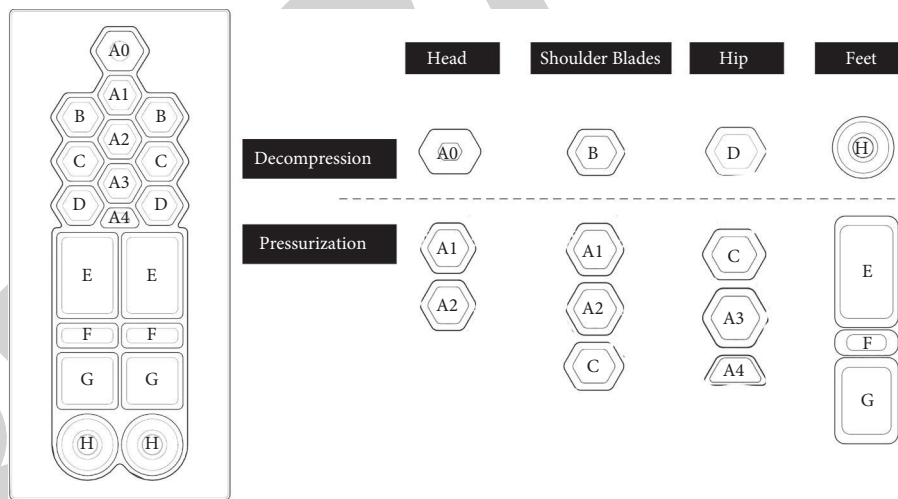 A0
A1
B B
A2
C C
A3
D D
A4
E E
F F
G G
H H
Head Shoulder Blades Hip Feet
Decompression A0 B D H
Pressurization
A1 A1 C E
A2 A2 A3
F
C A4
G